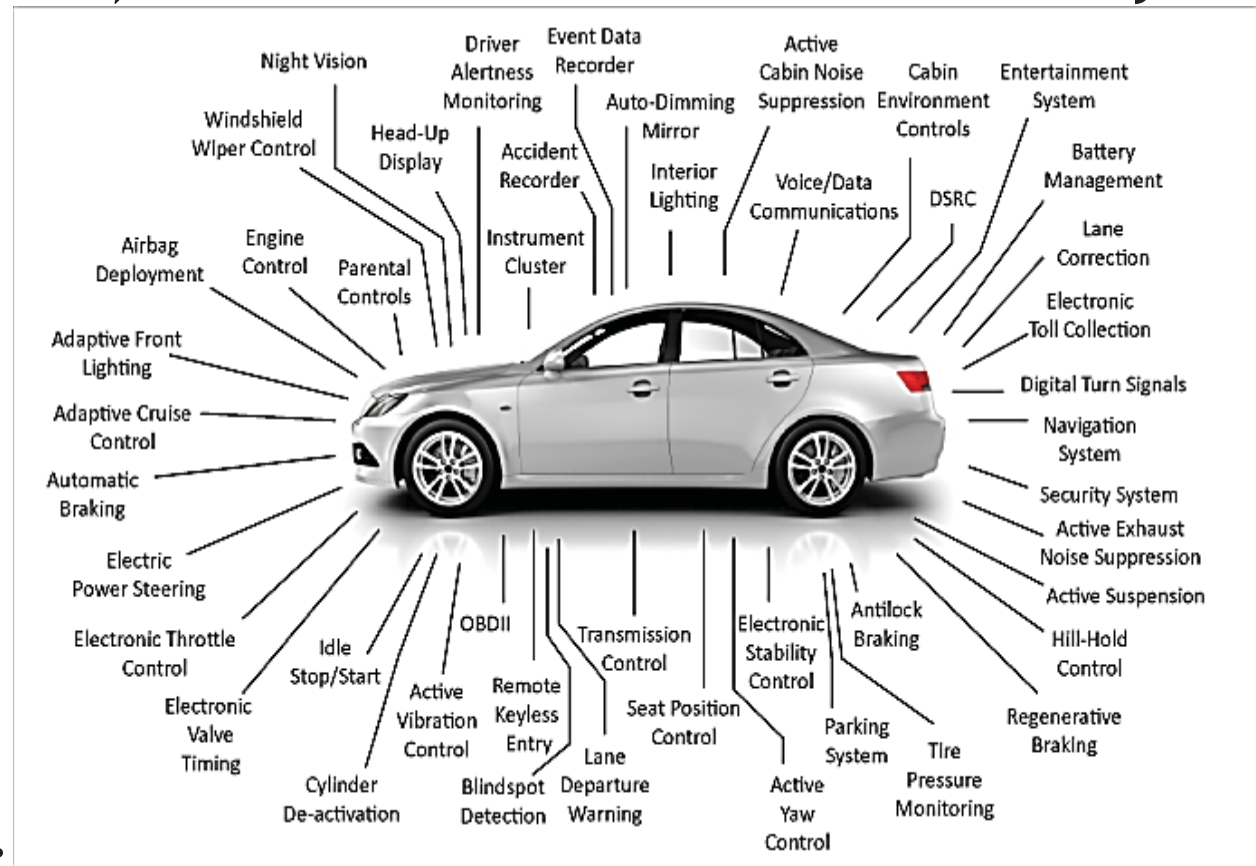 Night Vision
Driver
Alertness
Monitoring
Event Data
Recorder
Active
Cabin Noise
Suppression
Cabin
Environment
Controls
Entertainment
System
Windshield
Wiper Control
Head-Up
Display
Accident
Recorder
Auto-Dimming
Mirror
Interior
Lighting
Voice/Data
Communications
DSRC
Battery
Management
Airbag
Deployment
Engine
Control
Parental
Controls
Instrument
Cluster
Lane
Correction
Electronic
Toll Collection
Adaptive Front
Lighting
Digital Turn Signals
Adaptive Cruise
Control
Navigation
System
Automatic
Braking
Security System
Electric
Power Steering
Active Exhaust
Noise Suppression
Active Suspension
Electronic Throttle
Control
Idle
Stop/Start
OBDII
Transmission
Control
Electronic
Stability
Control
Antilock
Braking
Hill-Hold
Control
Electronic
Valve
Timing
Active
Vibration
Control
Remote
Keyless
Entry
Seat Position
Control
Parking
System
Regenerative
Braking
Cylinder
De-activation
Blindspot
Detection
Lane
Departure
Warning
Active
Yaw
Control
Tire
Pressure
Monitoring